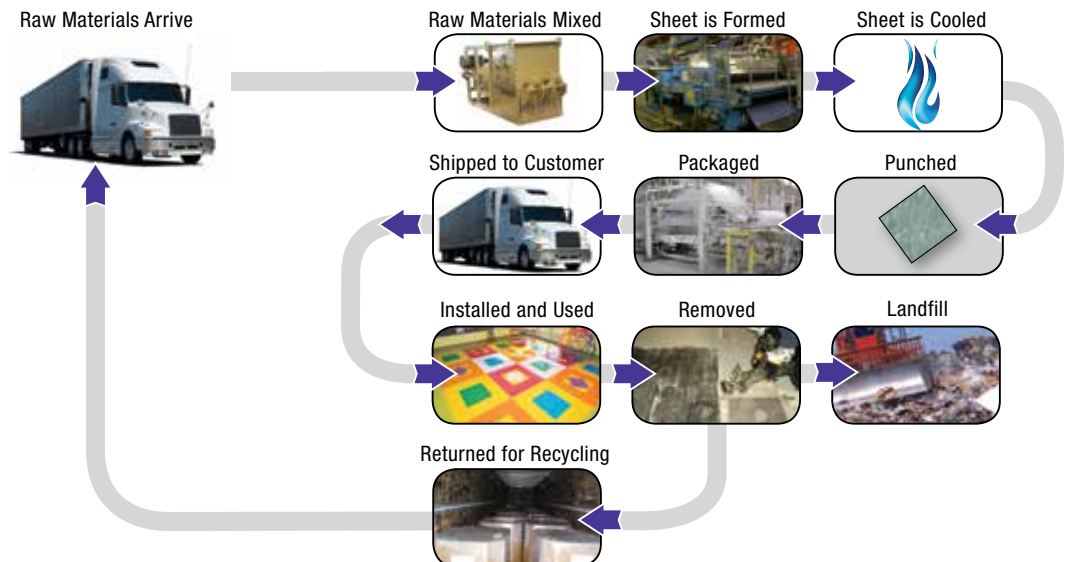 Raw Materials Arrive
Raw Materials Mixed
Sheet is Formed
Sheet is Cooled
Shipped to Customer
Packaged
Punched
Installed and Used
Removed
Landfill
Returned for Recycling